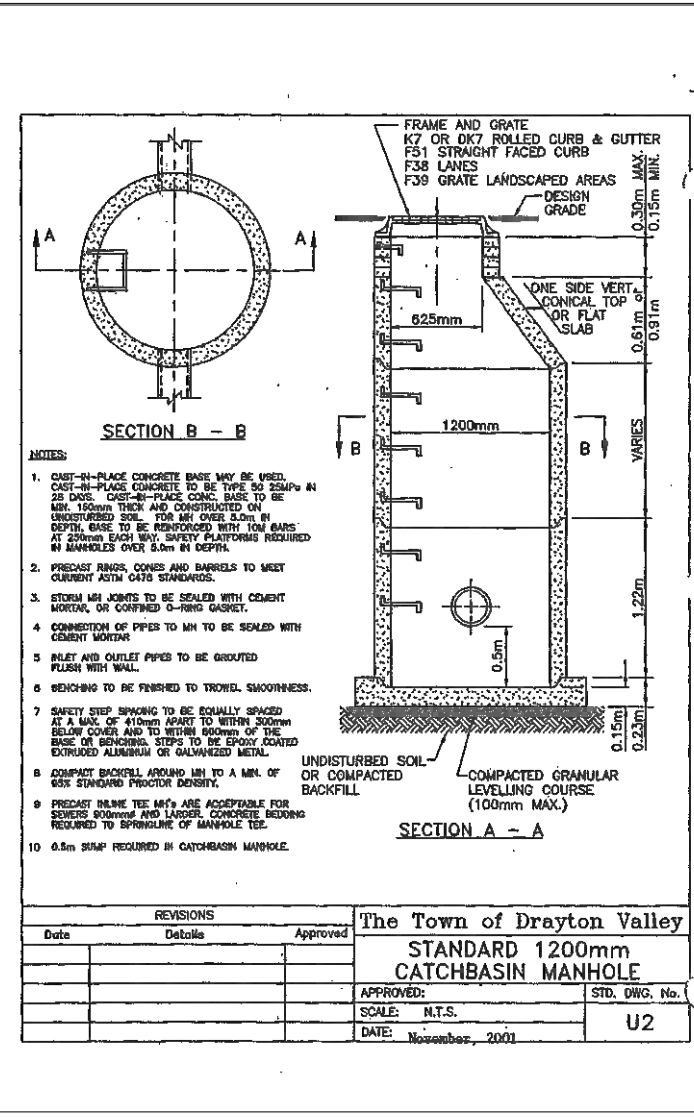 FRAME AND GRATE
K7 OR DK7 ROLLED CURB & GUTTER
F51 STRAIGHT FACED CURB
F38 LANES
F39 GRATE LANDSCAPED AREAS
DESIGN
GRADE
0.30m MAX.
0.15m MIN.
A
A
ONE SIDE VERT.
CONICAL TOP
OR FLAT
SLAB
0.61m or
0.91m
625mm
1200mm
B
B
VARIES
1.22m
0.5m
0.15m
0.23m
SECTION B - B
NOTES:
1. CAST-IN-PLACE CONCRETE BASE MAY BE USED.
CAST-IN-PLACE CONCRETE TO BE TYPE 50 25MPa IN
28 DAYS. CAST-IN-PLACE CONC. BASE TO BE
MIN. 150mm THICK AND CONSTRUCTED ON
UNDISTURBED SOIL. FOR MH OVER 5.0m IN
DEPTH, BASE TO BE REINFORCED WITH 10M BARS
AT 250mm EACH WAY. SAFETY PLATFORMS REQUIRED
IN MANHOLES OVER 5.0m IN DEPTH.
2. PRECAST RINGS, CONES AND BARRELS TO MEET
CURRENT ASTM C478 STANDARDS.
3. STORM MH JOINTS TO BE SEALED WITH CEMENT
MORTAR, OR CONFINED O-RING GASKET.
4 CONNECTION OF PIPES TO MH TO BE SEALED WITH
CEMENT MORTAR
5 INLET AND OUTLET PIPES TO BE GROUTED
FLUSH WITH WALL.
6 BENCHING TO BE FINISHED TO TROWEL SMOOTHNESS.
7 SAFETY STEP SPACING TO BE EQUALLY SPACED
AT A MAX. OF 410mm APART TO WITHIN 300mm
BELOW COVER AND TO WITHIN 600mm OF THE
BASE OR BENCHING. STEPS TO BE EPOXY COATED
EXTRUDED ALUMINUM OR GALVANIZED METAL.
8 COMPACT BACKFILL AROUND MH TO A MIN. OF
95% STANDARD PROCTOR DENSITY.
9 PRECAST INLINE TEE MH's ARE ACCEPTABLE FOR
SEWERS 900mmø AND LARGER. CONCRETE BEDDING
REQUIRED TO SPRINGLINE OF MANHOLE TEE.
10 0.5m SUMP REQUIRED IN CATCHBASIN MANHOLE.
UNDISTURBED SOIL
OR COMPACTED
BACKFILL
COMPACTED GRANULAR
LEVELLING COURSE
(100mm MAX.)
SECTION A - A
REVISIONS
Date Details Approved
The Town of Drayton Valley
STANDARD 1200mm
CATCHBASIN MANHOLE
APPROVED:
STD. DWG. No.
SCALE: N.T.S.
U2
DATE: November, 2001